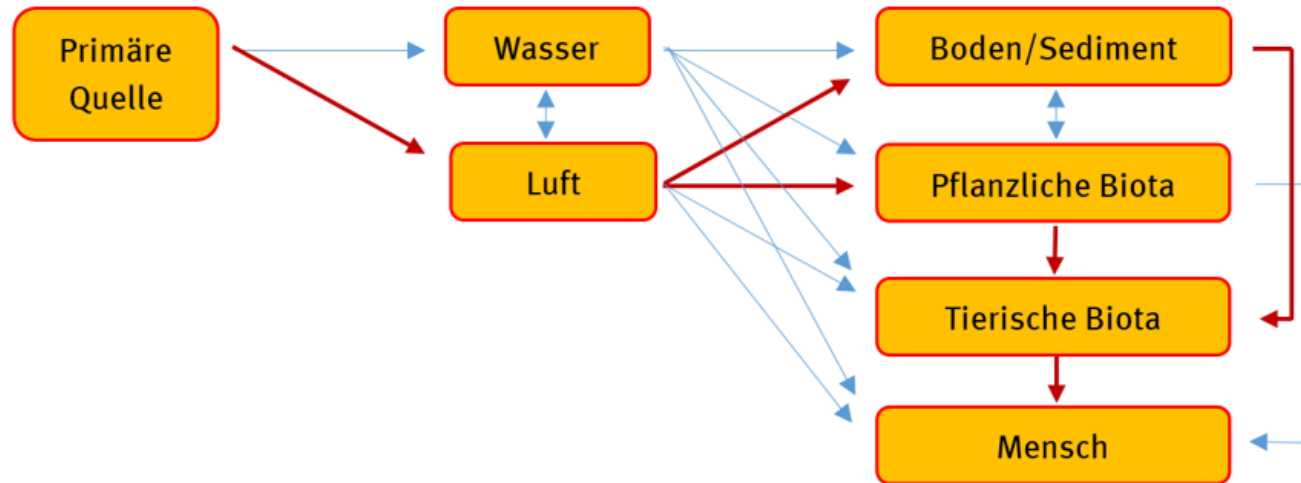 Primäre
Quelle
Wasser
Luft
Boden/Sediment
Pflanzliche Biota
Tierische Biota
Mensch